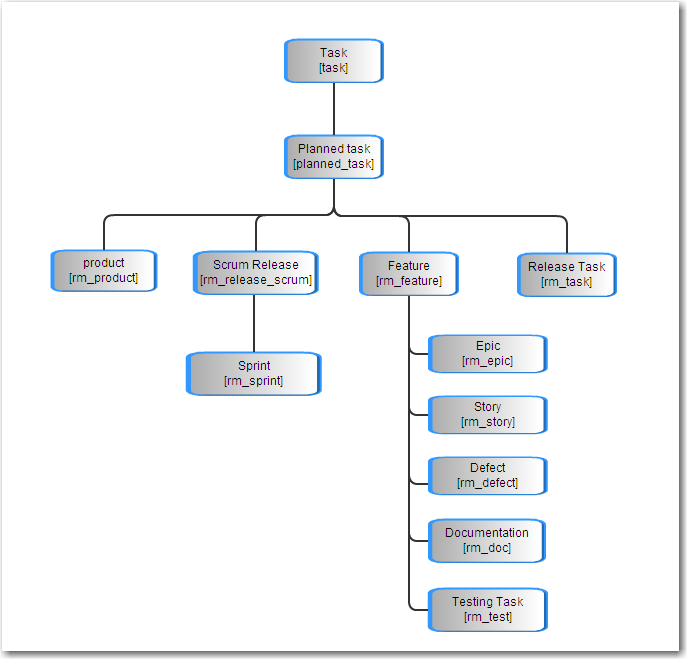 Task
[task]
Planned task
[planned_task]
product
[rm_product]
Scrum Release
[rm_release_scrum]
Feature
[rm_feature]
Release Task
[rm_task]
Sprint
[rm_sprint]
Epic
[rm_epic]
Story
[rm_story]
Defect
[rm_defect]
Documentation
[rm_doc]
Testing Task
[rm_test]